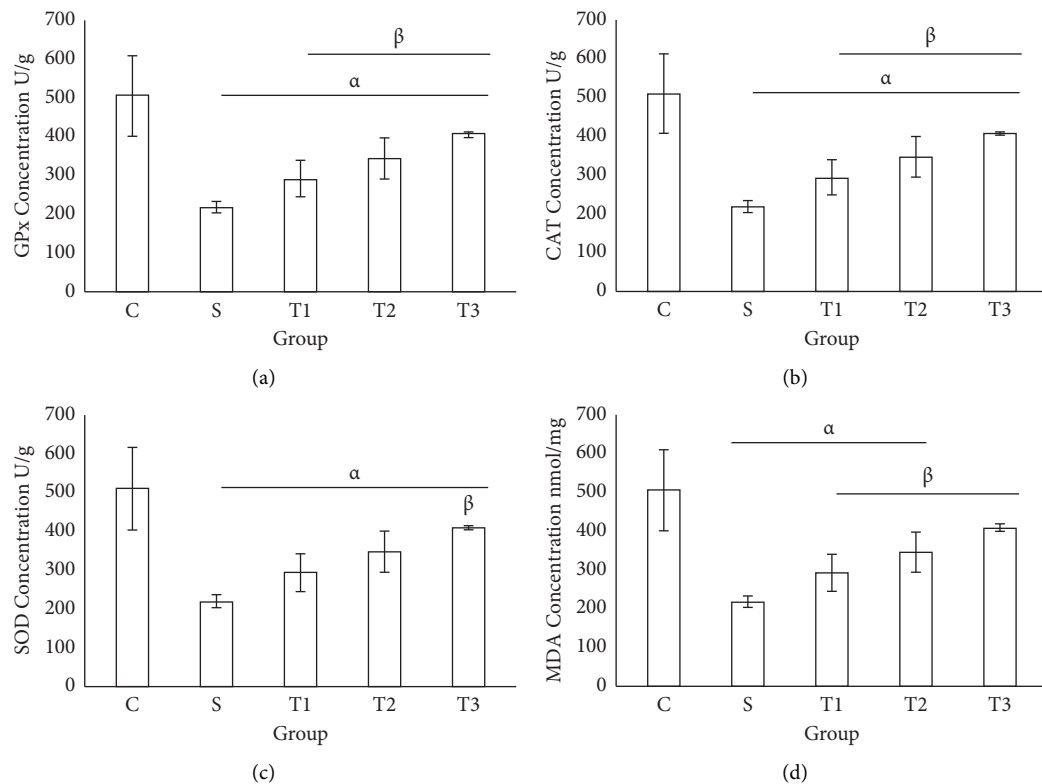 GPx Concentration U/g
700
600
500
400
300
200
100
0
β
α
C S T1 T2 T3
Group
(a)
CAT Concentration U/g
700
600
500
400
300
200
100
0
β
α
C S T1 T2 T3
Group
(b)
SOD Concentration U/g
700
600
500
400
300
200
100
0
α
β
C S T1 T2 T3
Group
(c)
MDA Concentration nmol/mg
700
600
500
400
300
200
100
0
α
β
C S T1 T2 T3
Group
(d)